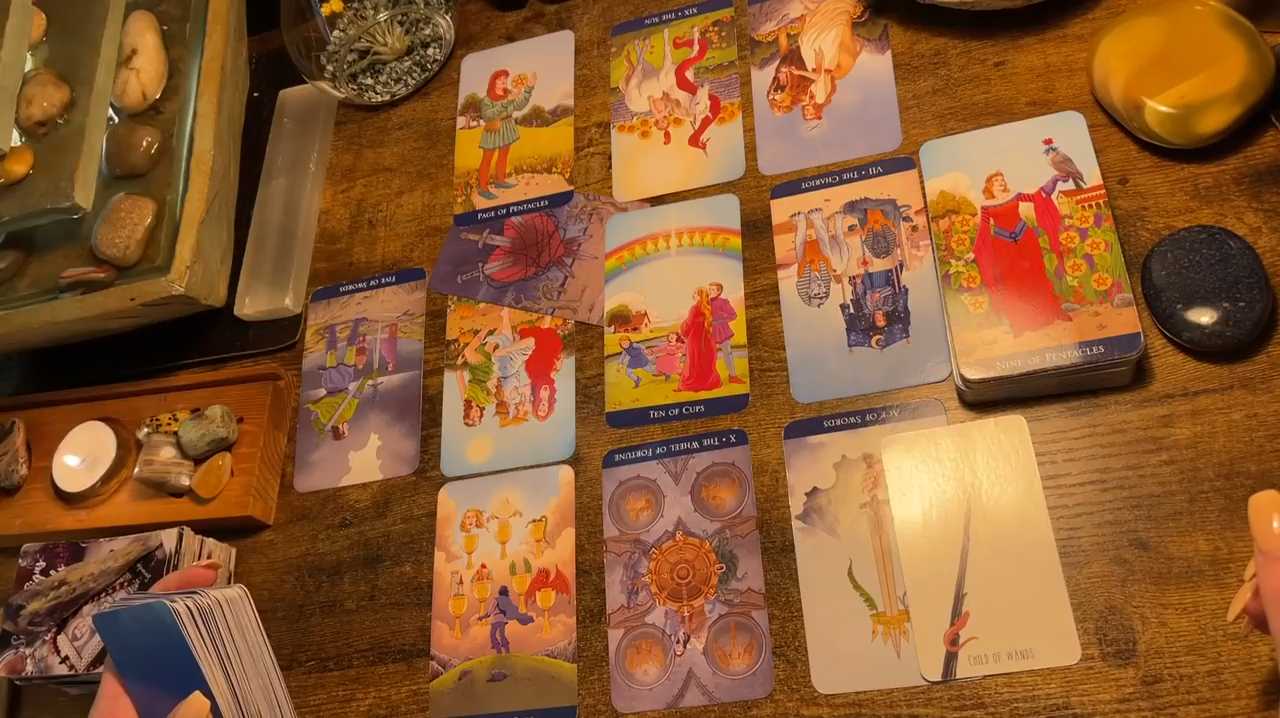 XIX • THE SUN
PAGE OF PENTACLES
VII • THE CHARIOT
FIVE OF SWORDS
NINE OF PENTACLES
TEN OF CUPS
ACE OF SWORDS
X • THE WHEEL OF FORTUNE
CHILD OF WANDS